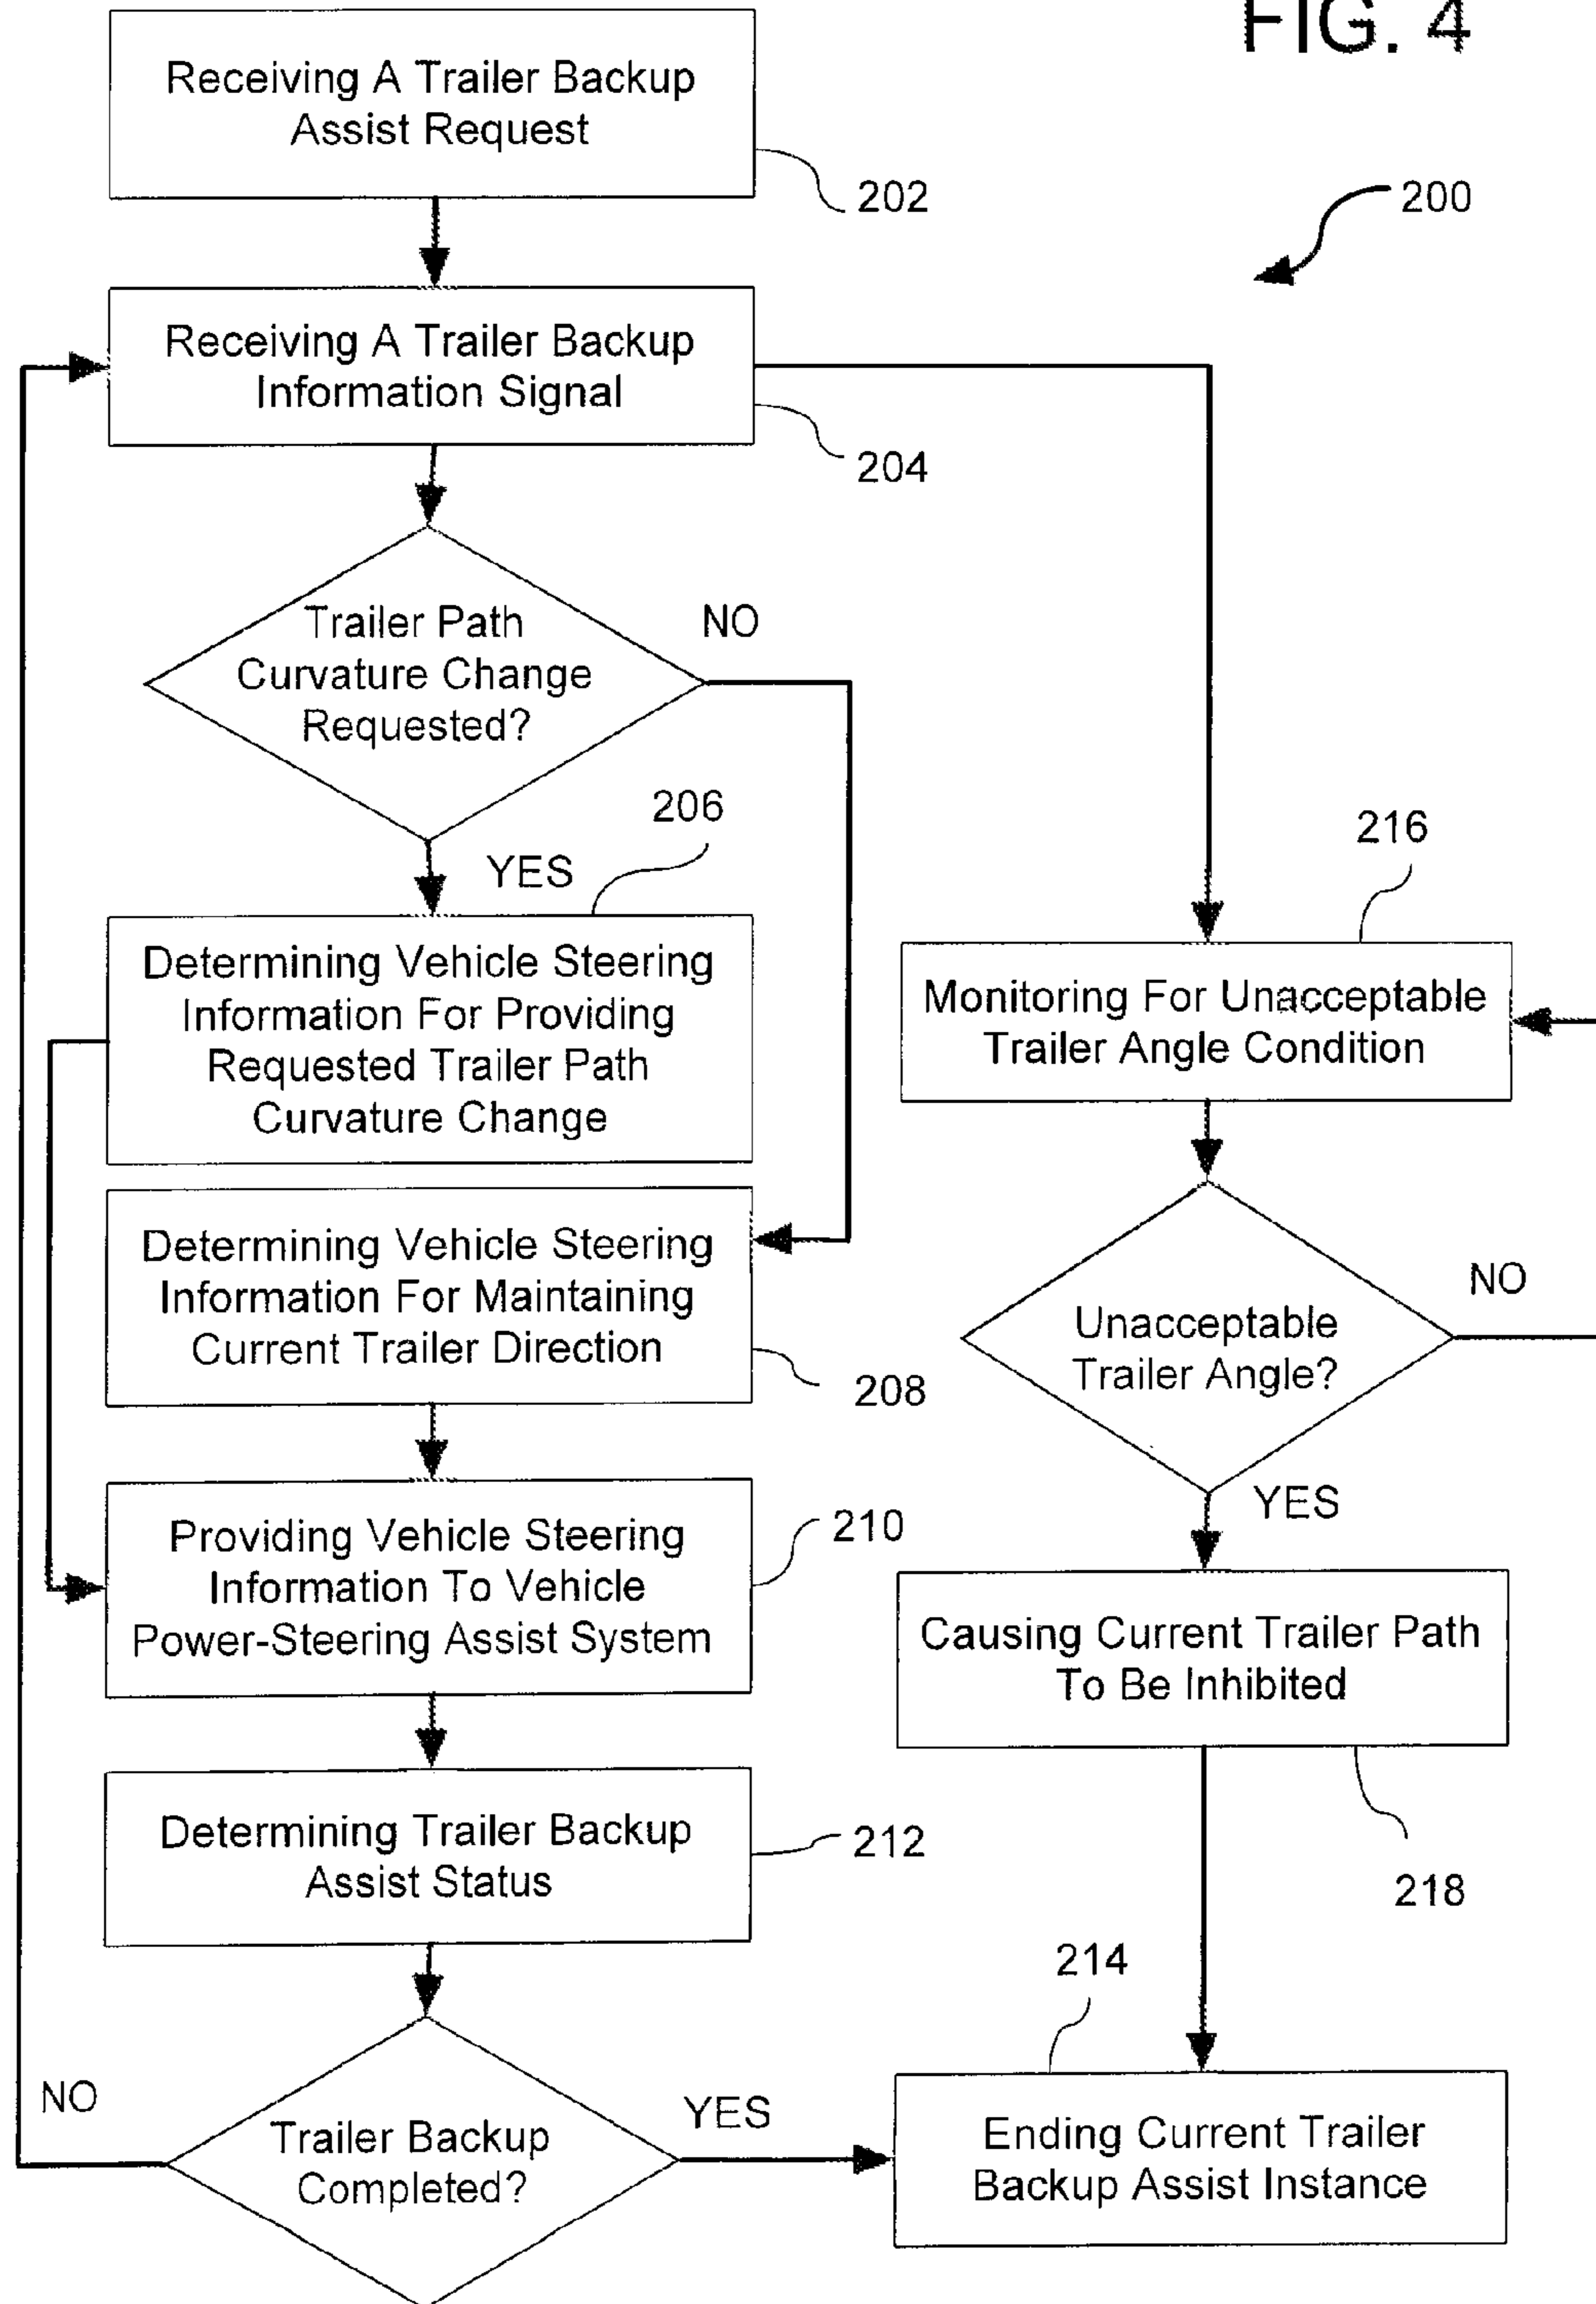 FIG. 4
Receiving A Trailer Backup
Assist Request
202
200
Receiving A Trailer Backup
Information Signal
204
Trailer Path
Curvature Change
Requested?
NO
YES
206
Determining Vehicle Steering
Information For Providing
Requested Trailer Path
Curvature Change
Determining Vehicle Steering
Information For Maintaining
Current Trailer Direction
208
Providing Vehicle Steering
Information To Vehicle
Power-Steering Assist System
210
Determining Trailer Backup
Assist Status
212
Trailer Backup
Completed?
NO
YES
216
Monitoring For Unacceptable
Trailer Angle Condition
Unacceptable
Trailer Angle?
NO
YES
Causing Current Trailer Path
To Be Inhibited
218
214
Ending Current Trailer
Backup Assist Instance